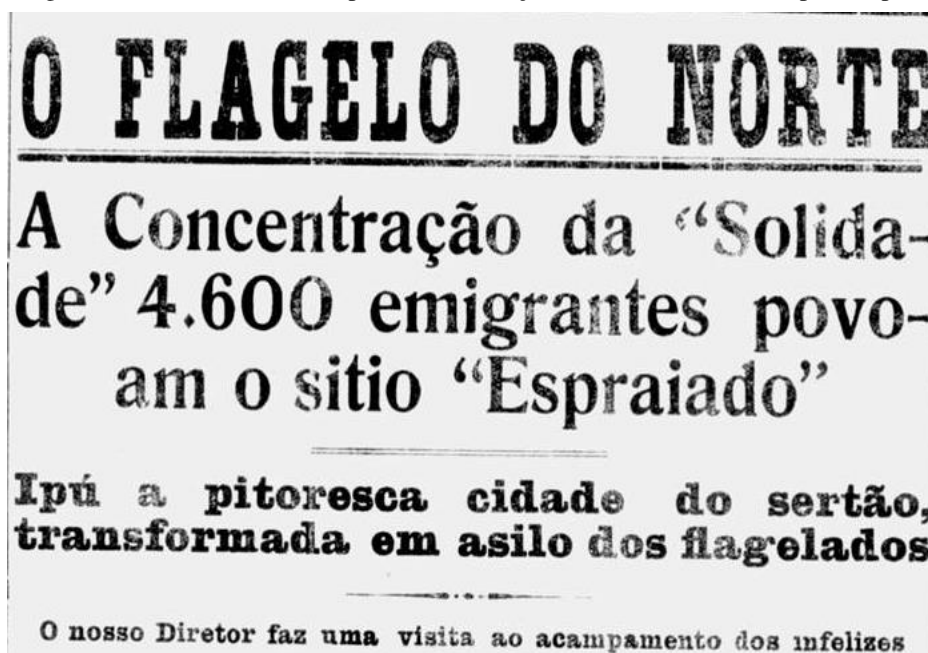 O FLAGELO DO NORTE
A Concentração da “Solida-
de” 4.600 emigrantes povo-
am o sitio “Espraiado”
Ipú a pitoresca cidade do sertão,
transformada em asilo dos flagelados
O nosso Diretor faz uma visita ao acampamento dos infelizes